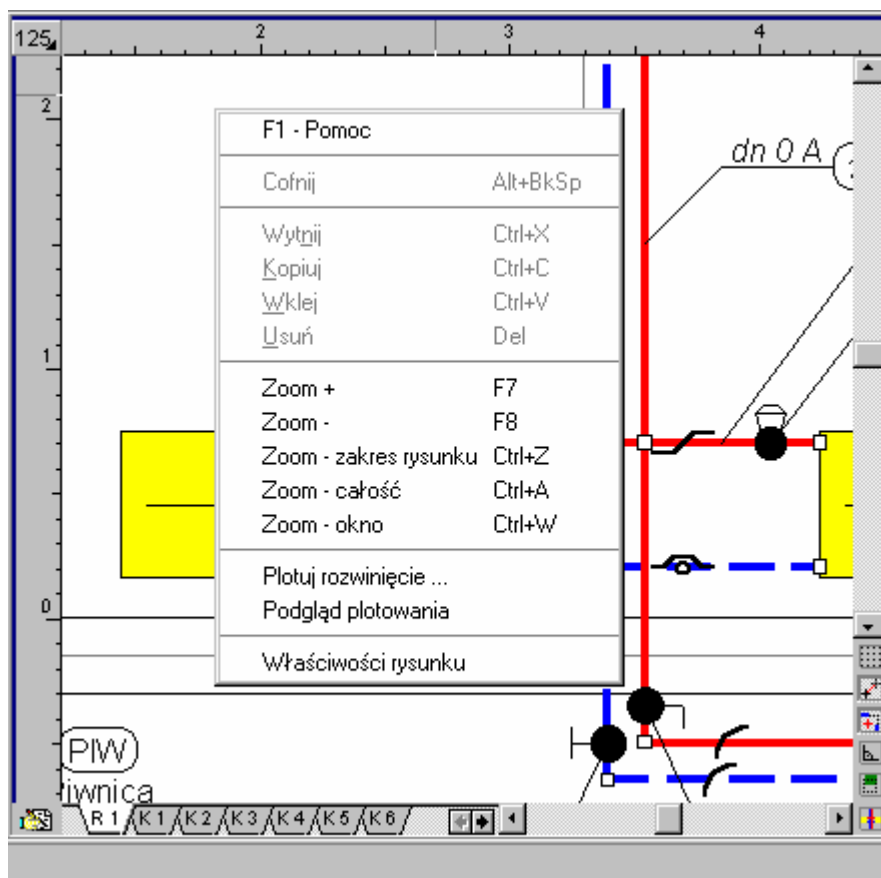 125
2 3 4
2
1
0
F1 - Pomoc
Cofnij Alt+BkSp
Wytnij Ctrl+X
Kopiuj Ctrl+C
Wklej Ctrl+V
Usuń Del
Zoom + F7
Zoom - F8
Zoom - zakres rysunku Ctrl+Z
Zoom - całość Ctrl+A
Zoom - okno Ctrl+W
Plotuj rozwinięcie ...
Podgląd plotowania
Właściwości rysunku
dn 0 A
PIW
iwnica
R 1 K 1 K 2 K 3 K 4 K 5 K 6